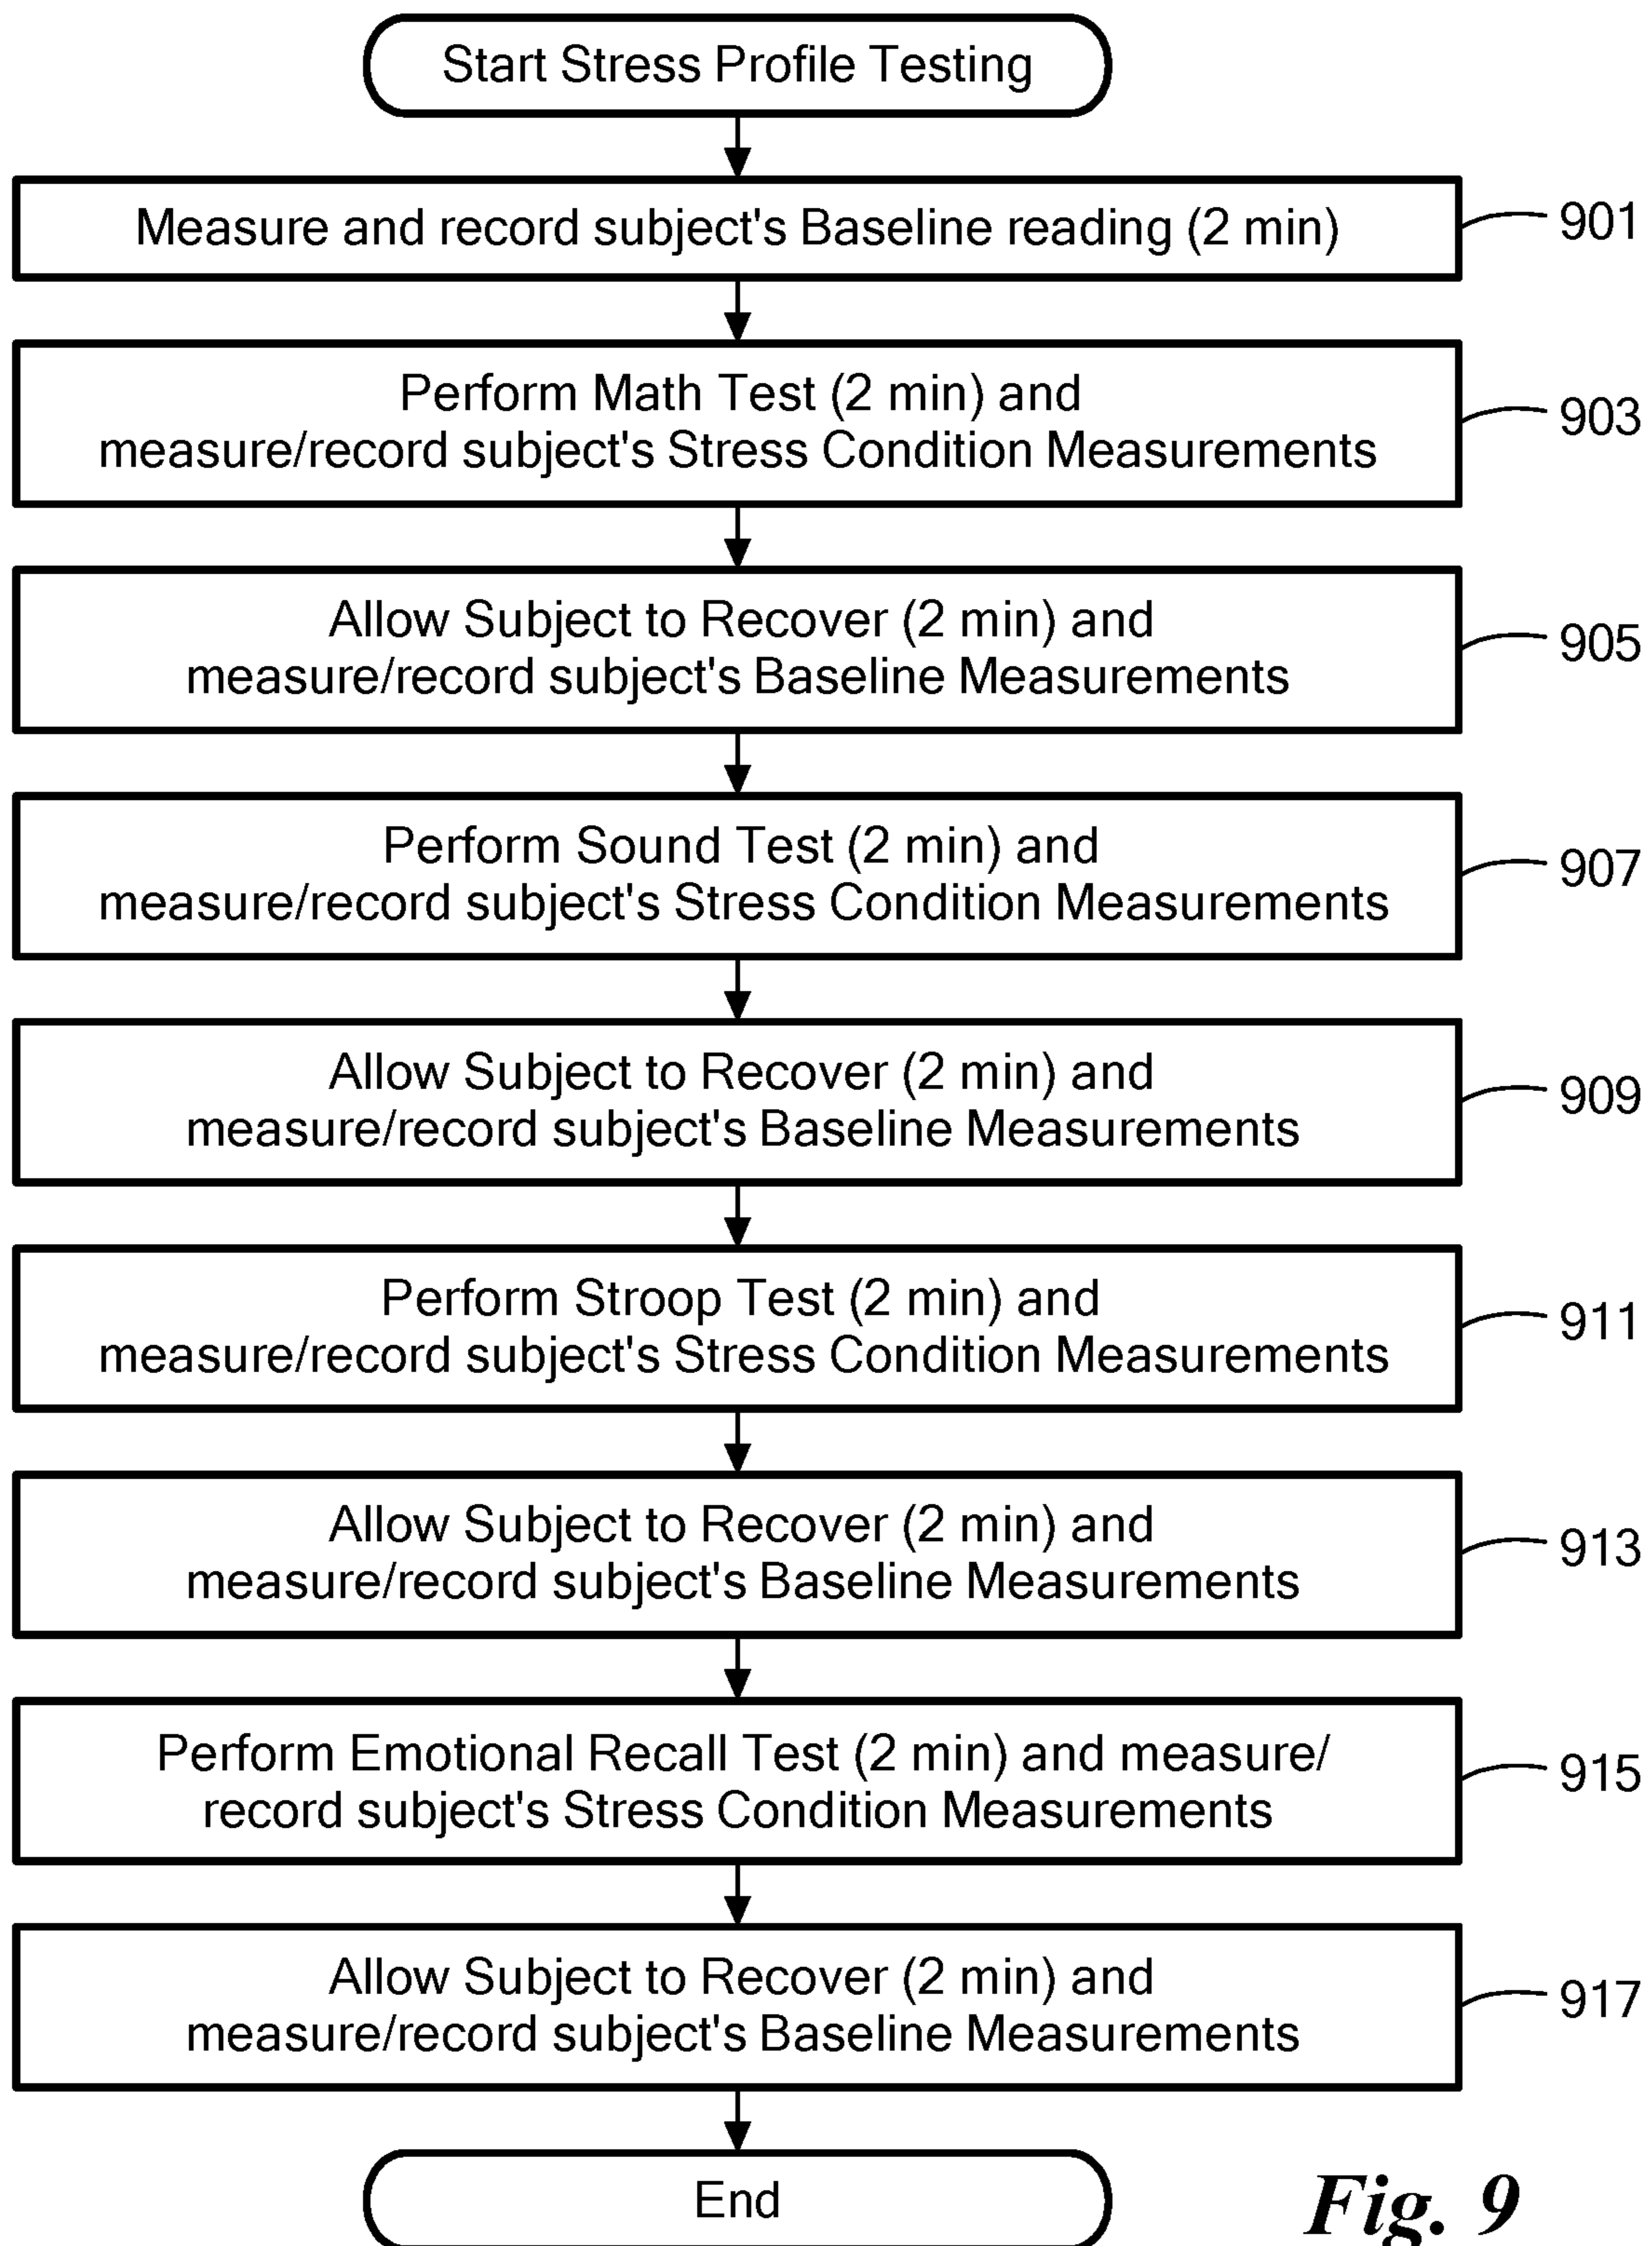 Start Stress Profile Testing
Measure and record subject's Baseline reading (2 min)
901
Perform Math Test (2 min) and
measure/record subject's Stress Condition Measurements
903
Allow Subject to Recover (2 min) and
measure/record subject's Baseline Measurements
905
Perform Sound Test (2 min) and
measure/record subject's Stress Condition Measurements
907
Allow Subject to Recover (2 min) and
measure/record subject's Baseline Measurements
909
Perform Stroop Test (2 min) and
measure/record subject's Stress Condition Measurements
911
Allow Subject to Recover (2 min) and
measure/record subject's Baseline Measurements
913
Perform Emotional Recall Test (2 min) and measure/
record subject's Stress Condition Measurements
915
Allow Subject to Recover (2 min) and
measure/record subject's Baseline Measurements
917
End
Fig. 9